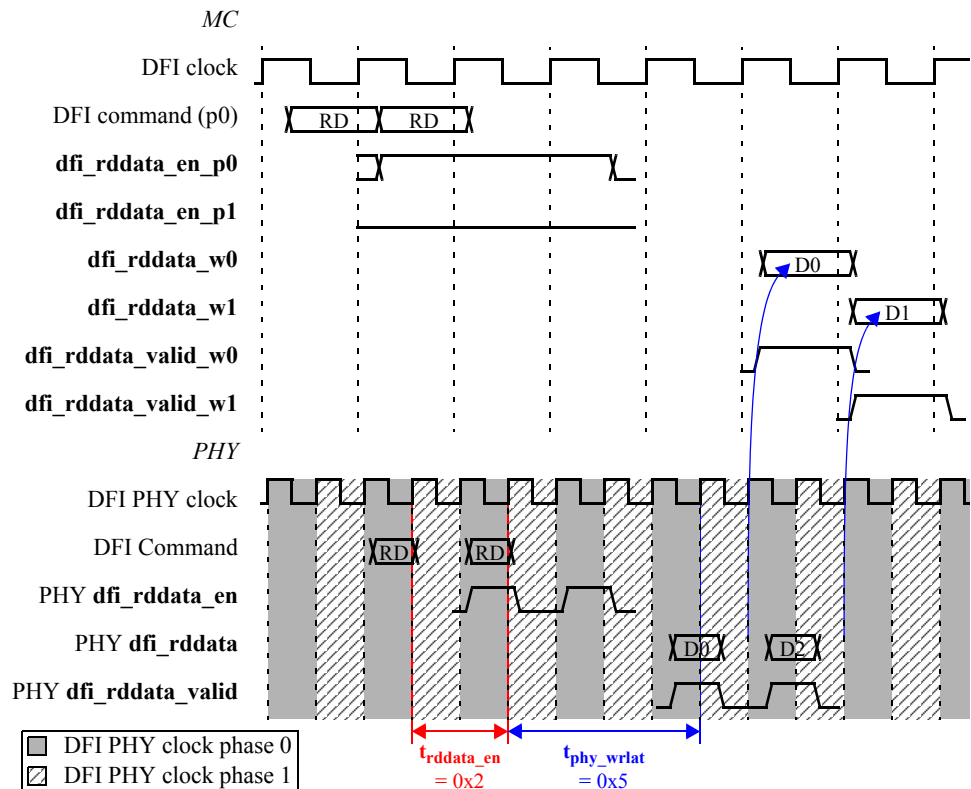 MC
DFI clock
DFI command (p0)
RD RD
dfi_rddata_en_p0
dfi_rddata_en_p1
dfi_rddata_w0
D0
dfi_rddata_w1
D1
dfi_rddata_valid_w0
dfi_rddata_valid_w1
PHY
DFI PHY clock
DFI Command
RD RD
PHY dfi_rddata_en
PHY dfi_rddata
D0 D2
PHY dfi_rddata_valid
DFI PHY clock phase 0
DFI PHY clock phase 1
trddata_en
= 0x2
tphy_wrlat
= 0x5